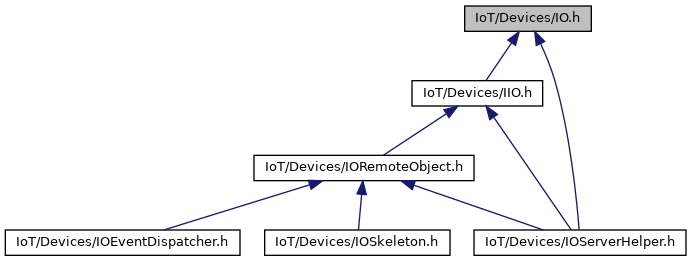 IoT/Devices/IO.h
IoT/Devices/IIO.h
IoT/Devices/IORemoteObject.h
IoT/Devices/IOEventDispatcher.h
IoT/Devices/IOSkeleton.h
IoT/Devices/IOServerHelper.h